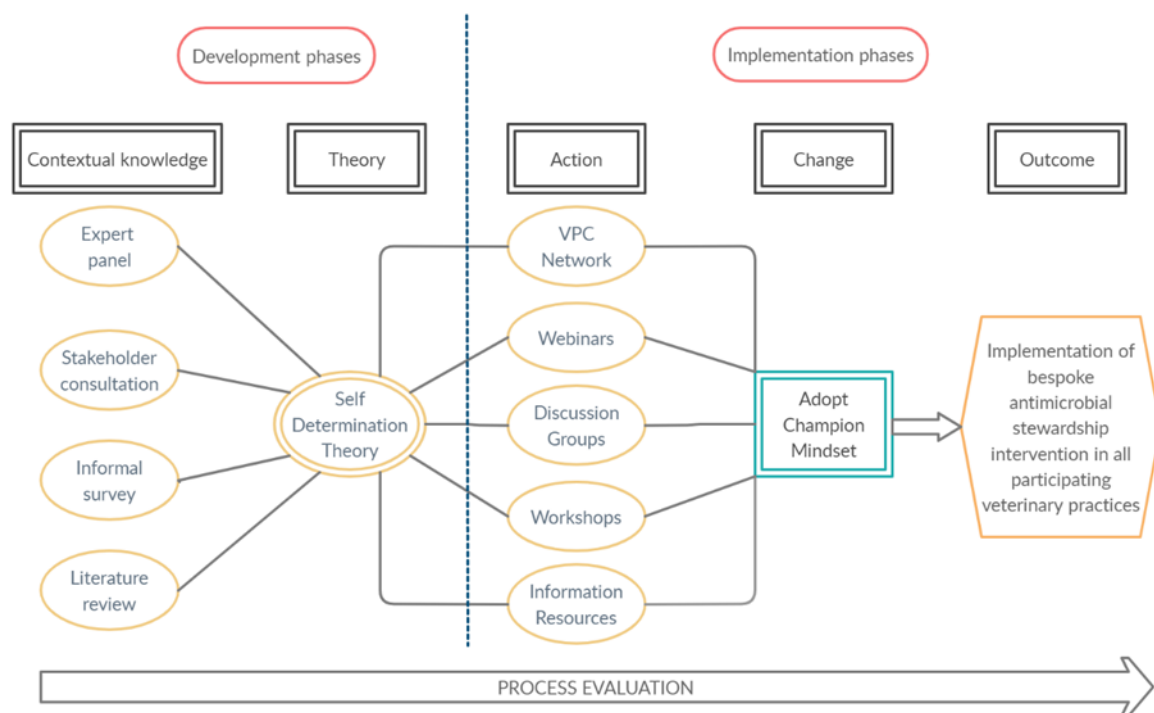 Development phases
Implementation phases
Contextual knowledge
Theory
Action
Change
Outcome
Expert
panel
Stakeholder
consultation
Informal
survey
Literature
review
Self
Determination
Theory
VPC
Network
Webinars
Discussion
Groups
Workshops
Information
Resources
Adopt
Champion
Mindset
Implementation of
bespoke
antimicrobial
stewardship
intervention in all
participating
veterinary practices
PROCESS EVALUATION